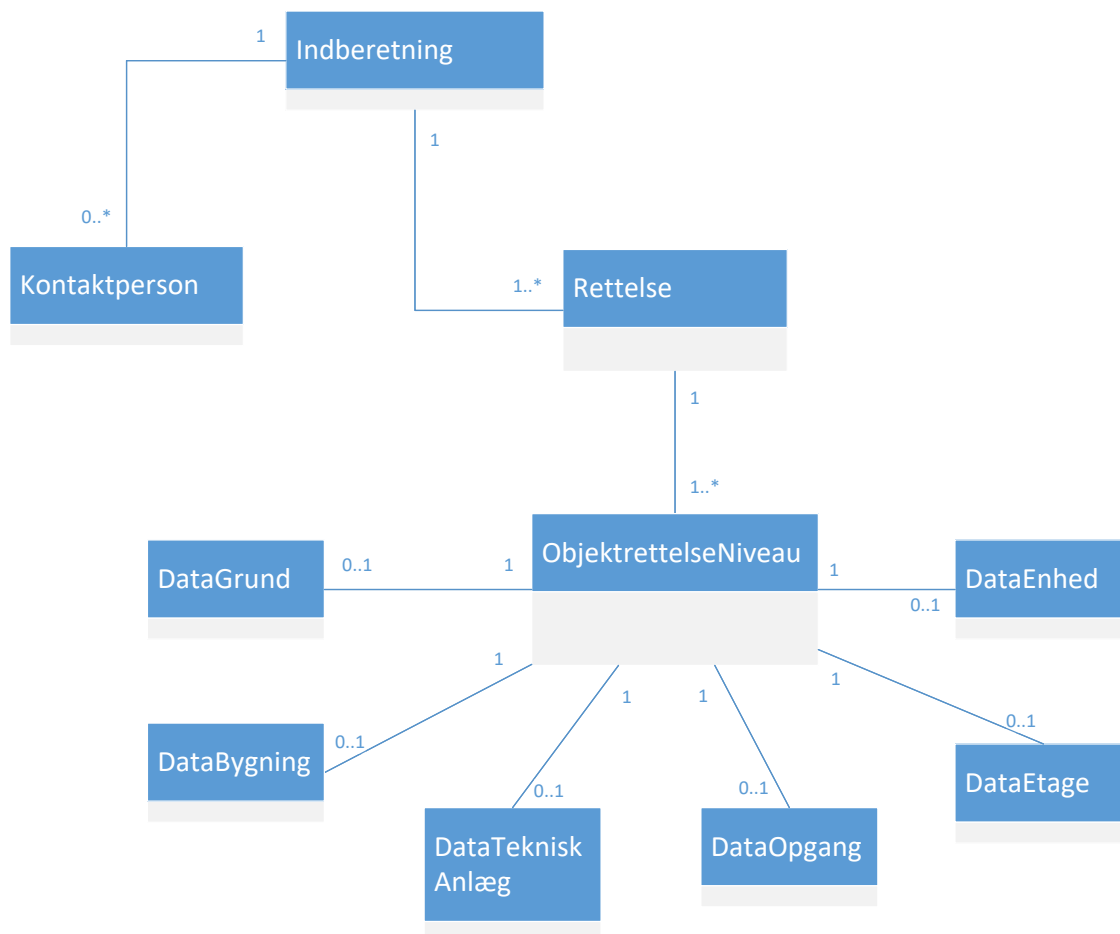 Indberetning
1
1
0..*
Kontaktperson
1..*
Rettelse
1
1..*
ObjektrettelseNiveau
DataGrund
0..1
1
1
0..1
DataEnhed
1
0..1
DataBygning
1
0..1
DataTeknisk
Anlæg
1
0..1
DataOpgang
1
0..1
DataEtage